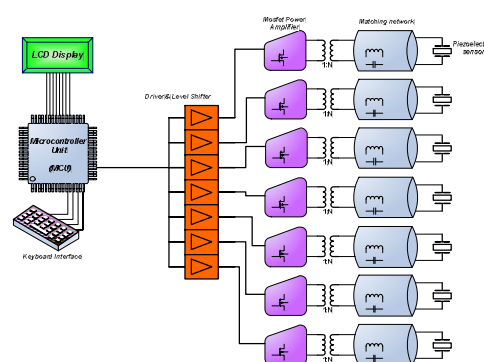 Mosfet Power
Amplifier
Matching network
LCD Display
Piezoelect
sensor
1:N
Driver&Level Shifter
1:N
Microcontroller
Unit
(MCU)
1:N
1:N
Keyboard Interface
1:N
1:N
1:N